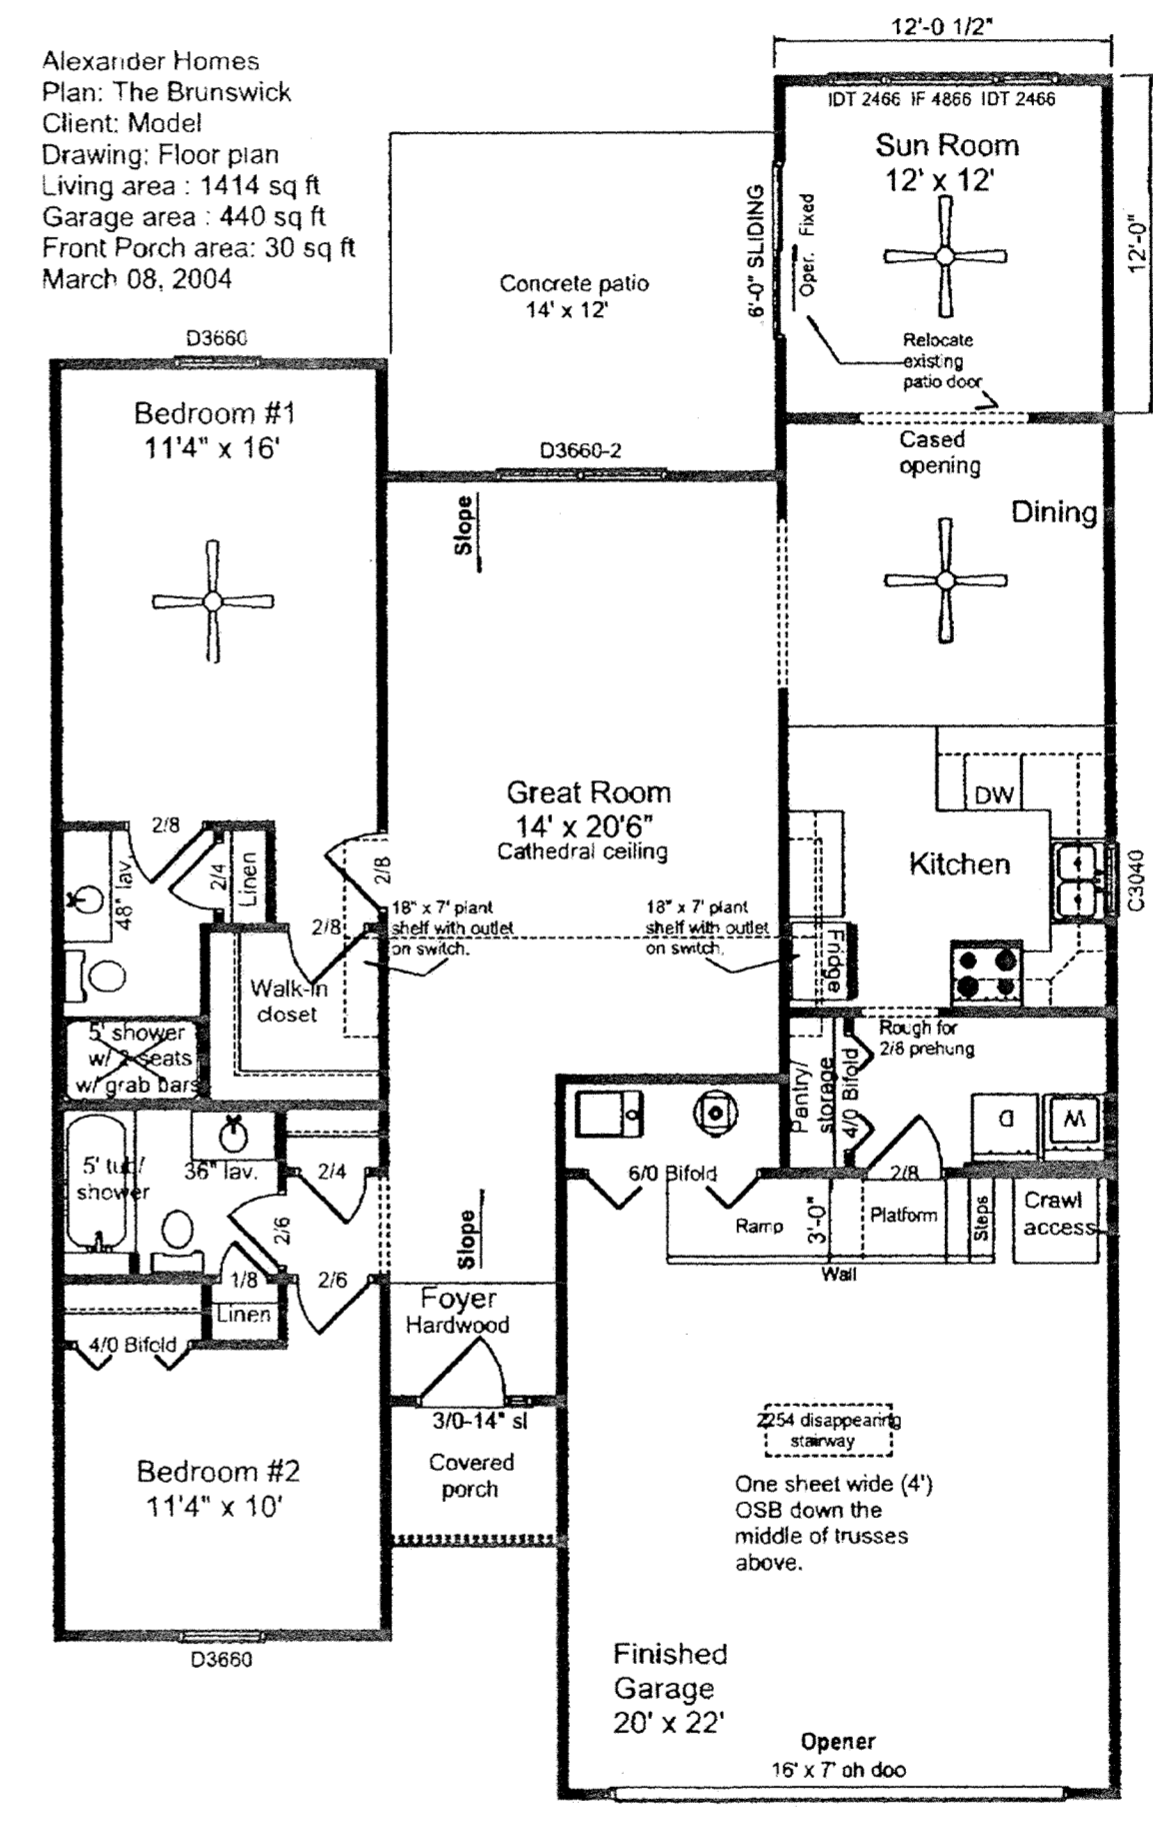 Alexander Homes
Plan: The Brunswick
Client: Model
Drawing: Floor plan
Living area : 1414 sq ft
Garage area : 440 sq ft
Front Porch area: 30 sq ft
March 08, 2004
12'-0 1/2"
IDT 2466 IF 4866 IDT 2466
Sun Room
12' x 12'
12'-0"
6'-0" SLIDING
Oper. Fixed
Relocate
existing
patio door
Concrete patio
14' x 12'
D3660
Bedroom #1
11'4" x 16'
D3660-2
Slope
Cased
opening
Dining
Great Room
14' x 20'6"
Cathedral ceiling
DW
Kitchen
C3040
Fridge
2/8
48" lav.
2/4
Linen
2/8
2/8
18" x 7' plant
shelf with outlet
on switch.
18" x 7' plant
shelf with outlet
on switch.
Walk-in
closet
5' shower
w/ 2 seats
w/ grab bars
Rough for
2/8 prehung
Pantry/
storage
4/0 Bifold
D
W
5' tub/
shower
36" lav.
2/4
2/6
1/8
2/6
Linen
4/0 Bifold
6/0 Bifold
2/8
Ramp
3'-0"
Platform
Steps
Crawl
access
Wall
Slope
Foyer
Hardwood
3/0-14" sl
Covered
porch
Bedroom #2
11'4" x 10'
D3660
2254 disappearing
stairway
One sheet wide (4')
OSB down the
middle of trusses
above.
Finished
Garage
20' x 22'
Opener
16' x 7' oh doo